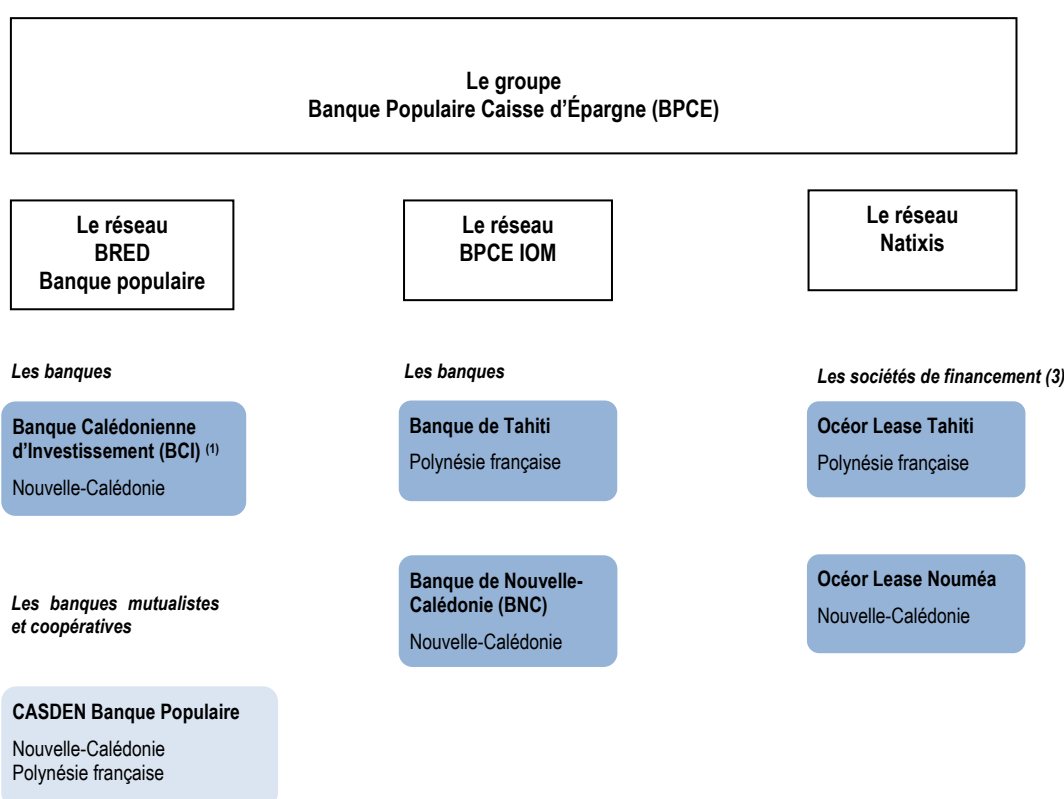 Le groupe
Banque Populaire Caisse d'Épargne (BPCE)
Le réseau
BRED
Banque populaire
Le réseau
BPCE IOM
Le réseau
Natixis
Les banques
Banque Calédonienne
d'Investissement (BCI) (1)
Nouvelle-Calédonie
Les banques mutualistes
et coopératives
CASDEN Banque Populaire
Nouvelle-Calédonie
Polynésie française
Les banques
Banque de Tahiti
Polynésie française
Banque de Nouvelle-
Calédonie (BNC)
Nouvelle-Calédonie
Les sociétés de financement (3)
Océor Lease Tahiti
Polynésie française
Océor Lease Nouméa
Nouvelle-Calédonie